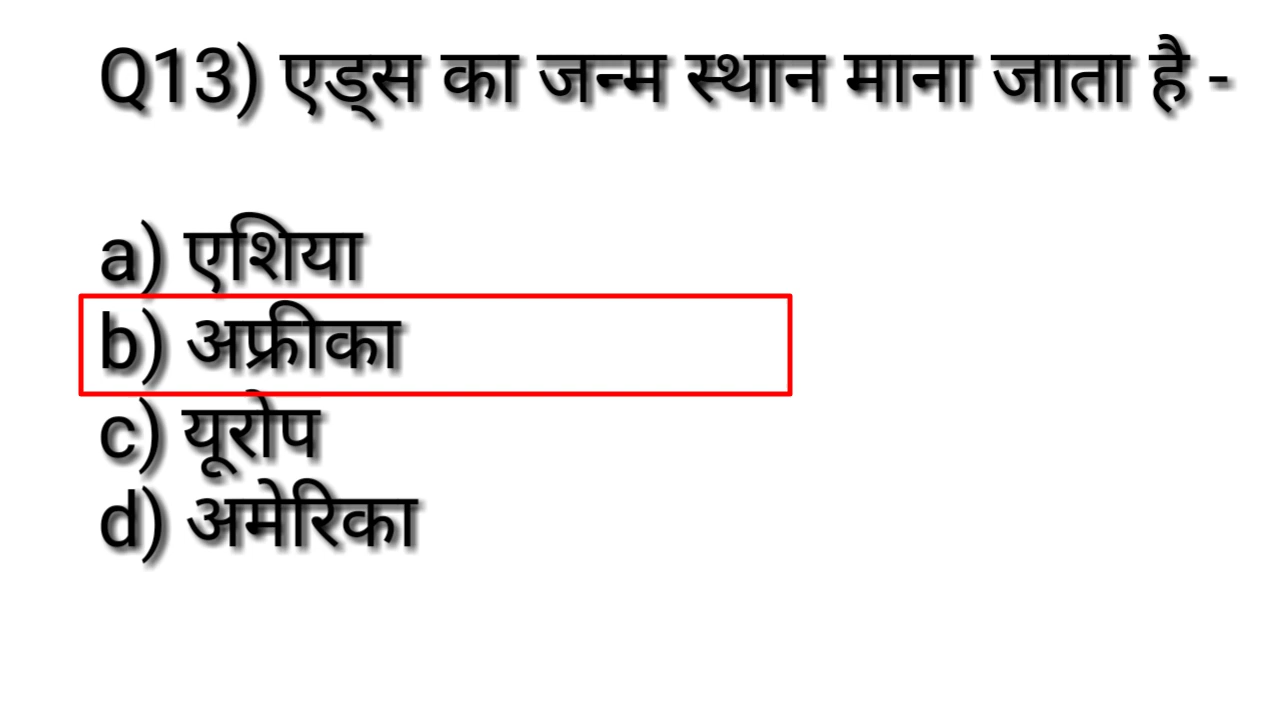 Q13) एड्स का जन्म स्थान माना जाता है -
a) एशिया
b) अफ्रीका
c) यूरोप
d) अमेरिका